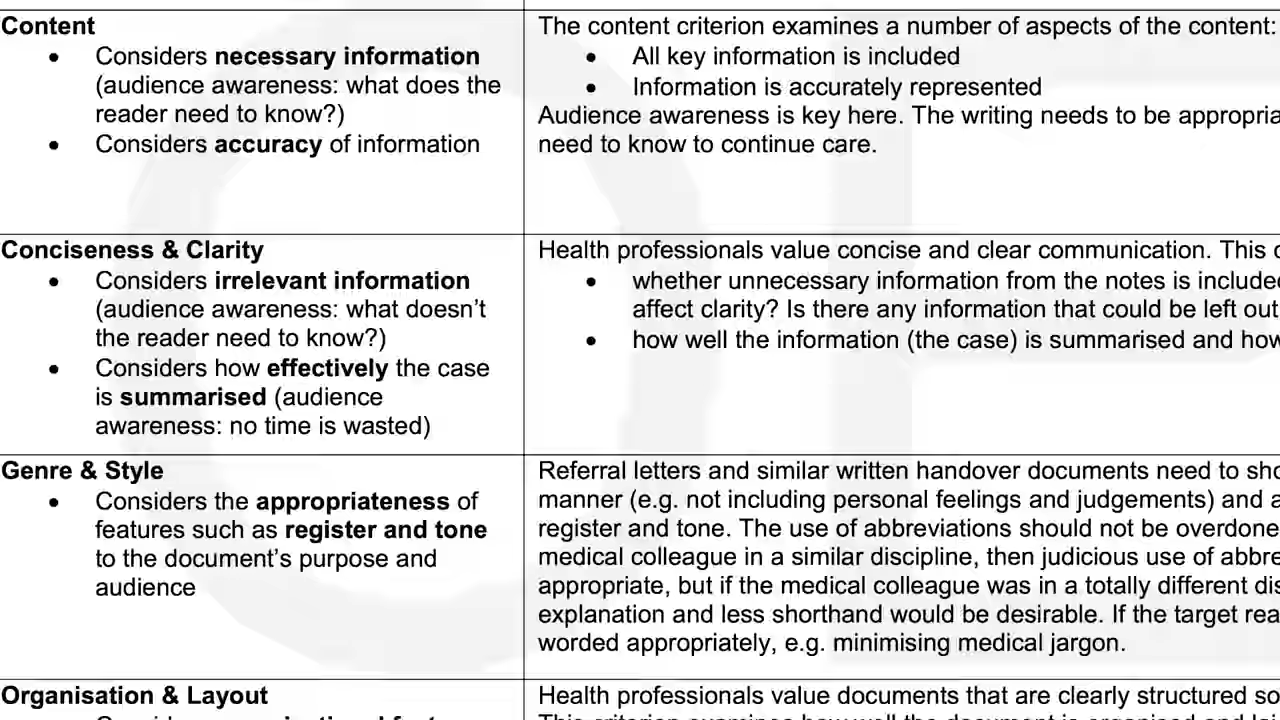 Content
• Considers necessary information
(audience awareness: what does the
reader need to know?)
• Considers accuracy of information
The content criterion examines a number of aspects of the content:
• All key information is included
• Information is accurately represented
Audience awareness is key here. The writing needs to be appropria
need to know to continue care.
Conciseness & Clarity
• Considers irrelevant information
(audience awareness: what doesn't
the reader need to know?)
• Considers how effectively the case
is summarised (audience
awareness: no time is wasted)
Health professionals value concise and clear communication. This c
• whether unnecessary information from the notes is included
affect clarity? Is there any information that could be left out
• how well the information (the case) is summarised and how
Genre & Style
• Considers the appropriateness of
features such as register and tone
to the document's purpose and
audience
Referral letters and similar written handover documents need to sho
manner (e.g. not including personal feelings and judgements) and a
register and tone. The use of abbreviations should not be overdone
medical colleague in a similar discipline, then judicious use of abbre
appropriate, but if the medical colleague was in a totally different dis
explanation and less shorthand would be desirable. If the target rea
worded appropriately, e.g. minimising medical jargon.
Organisation & Layout
Health professionals value documents that are clearly structured so